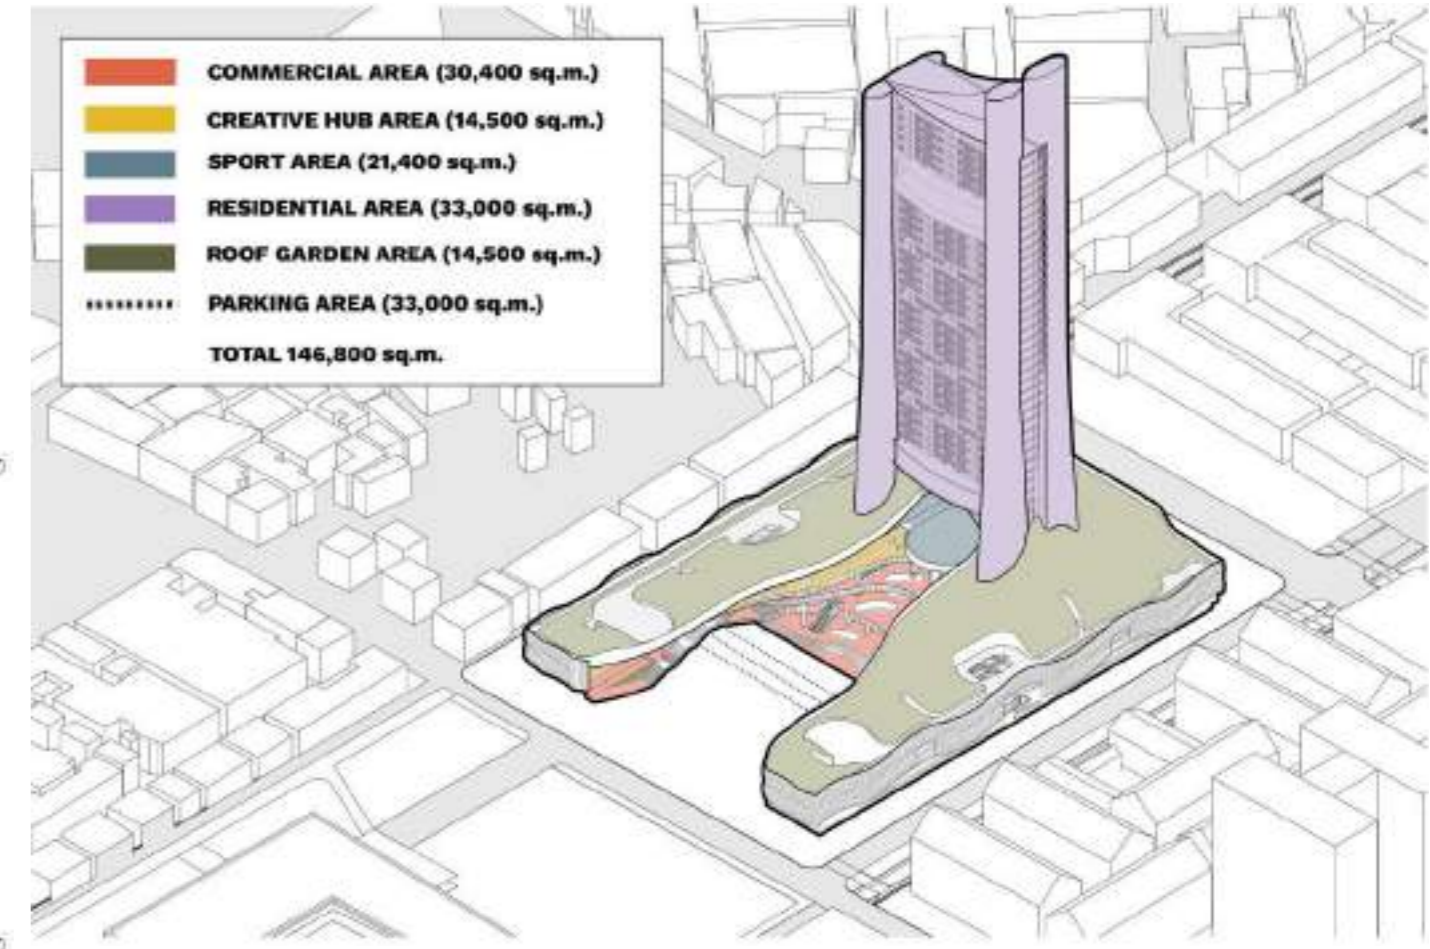 COMMERCIAL AREA (30,400 sq.m.)
CREATIVE HUB AREA (14,500 sq.m.)
SPORT AREA (21,400 sq.m.)
RESIDENTIAL AREA (33,000 sq.m.)
ROOF GARDEN AREA (14,500 sq.m.)
PARKING AREA (33,000 sq.m.)
TOTAL 146,800 sq.m.